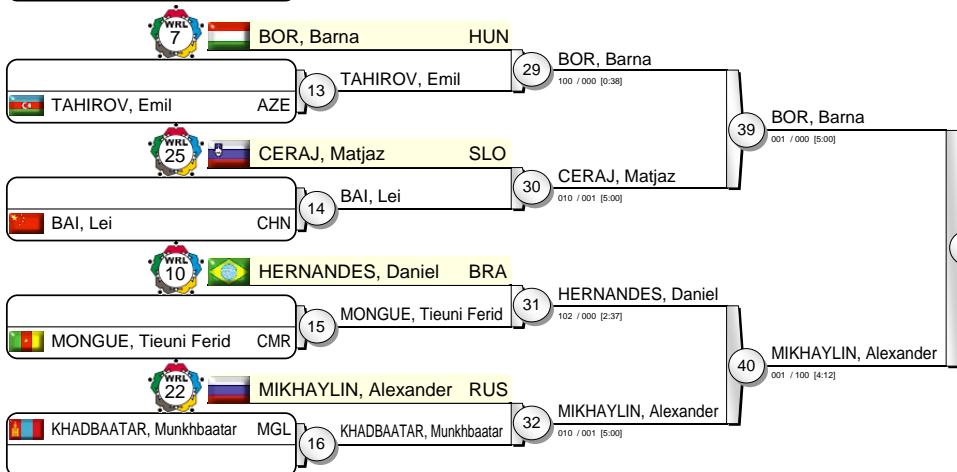 WRL
7
BOR, Barna HUN
TAHIROV, Emil AZE
13
TAHIROV, Emil
29
BOR, Barna
100 / 000 [0:38]
WRL
25
CERAJ, Matjaz SLO
BAI, Lei CHN
14
BAI, Lei
30
CERAJ, Matjaz
010 / 001 [5:00]
39
BOR, Barna
001 / 000 [5:00]
WRL
10
HERNANDES, Daniel BRA
MONGUE, Tieuni Ferid CMR
15
MONGUE, Tieuni Ferid
31
HERNANDES, Daniel
102 / 000 [2:37]
WRL
22
MIKHAYLIN, Alexander RUS
KHADBAATAR, Munkhbaatar MGL
16
KHADBAATAR, Munkhbaatar
32
MIKHAYLIN, Alexander
010 / 001 [5:00]
40
MIKHAYLIN, Alexander
001 / 100 [4:12]